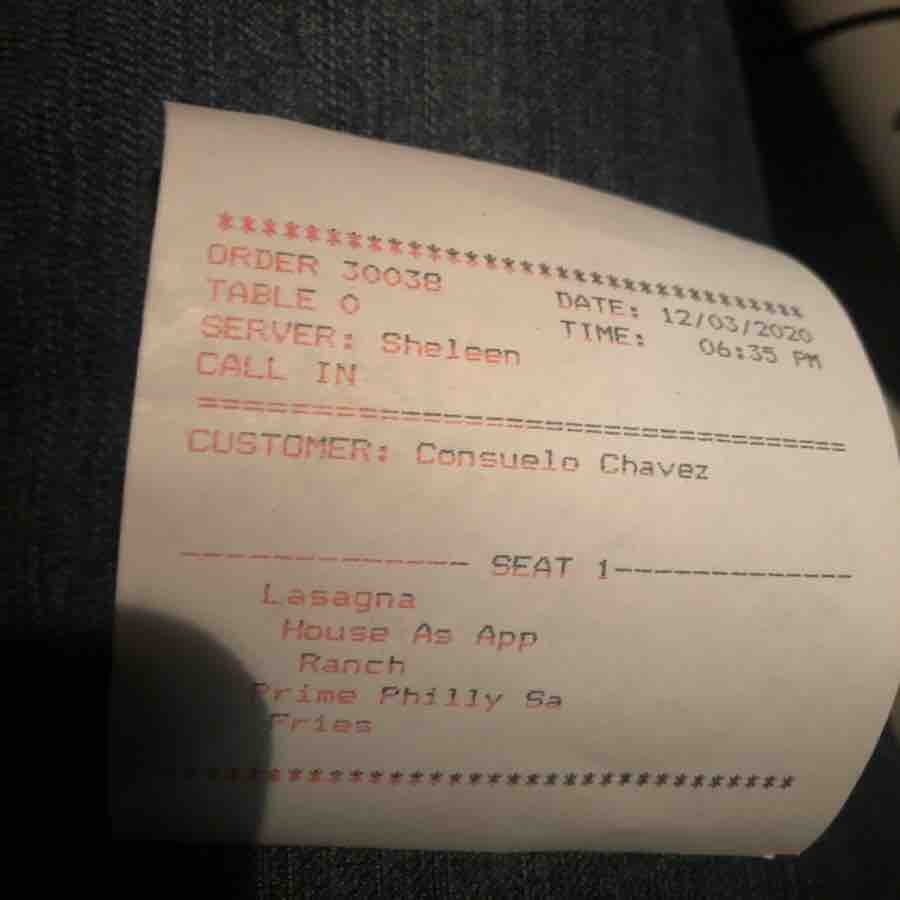 *******************************
ORDER 30038
TABLE 0 DATE: 12/03/2020
SERVER: Sheleen TIME: 06:35 PM
CALL IN
===================================
CUSTOMER: Consuelo Chavez
-------------- SEAT 1-------------
Lasagna
House As App
Ranch
Prime Philly Sa
Fries
*******************************